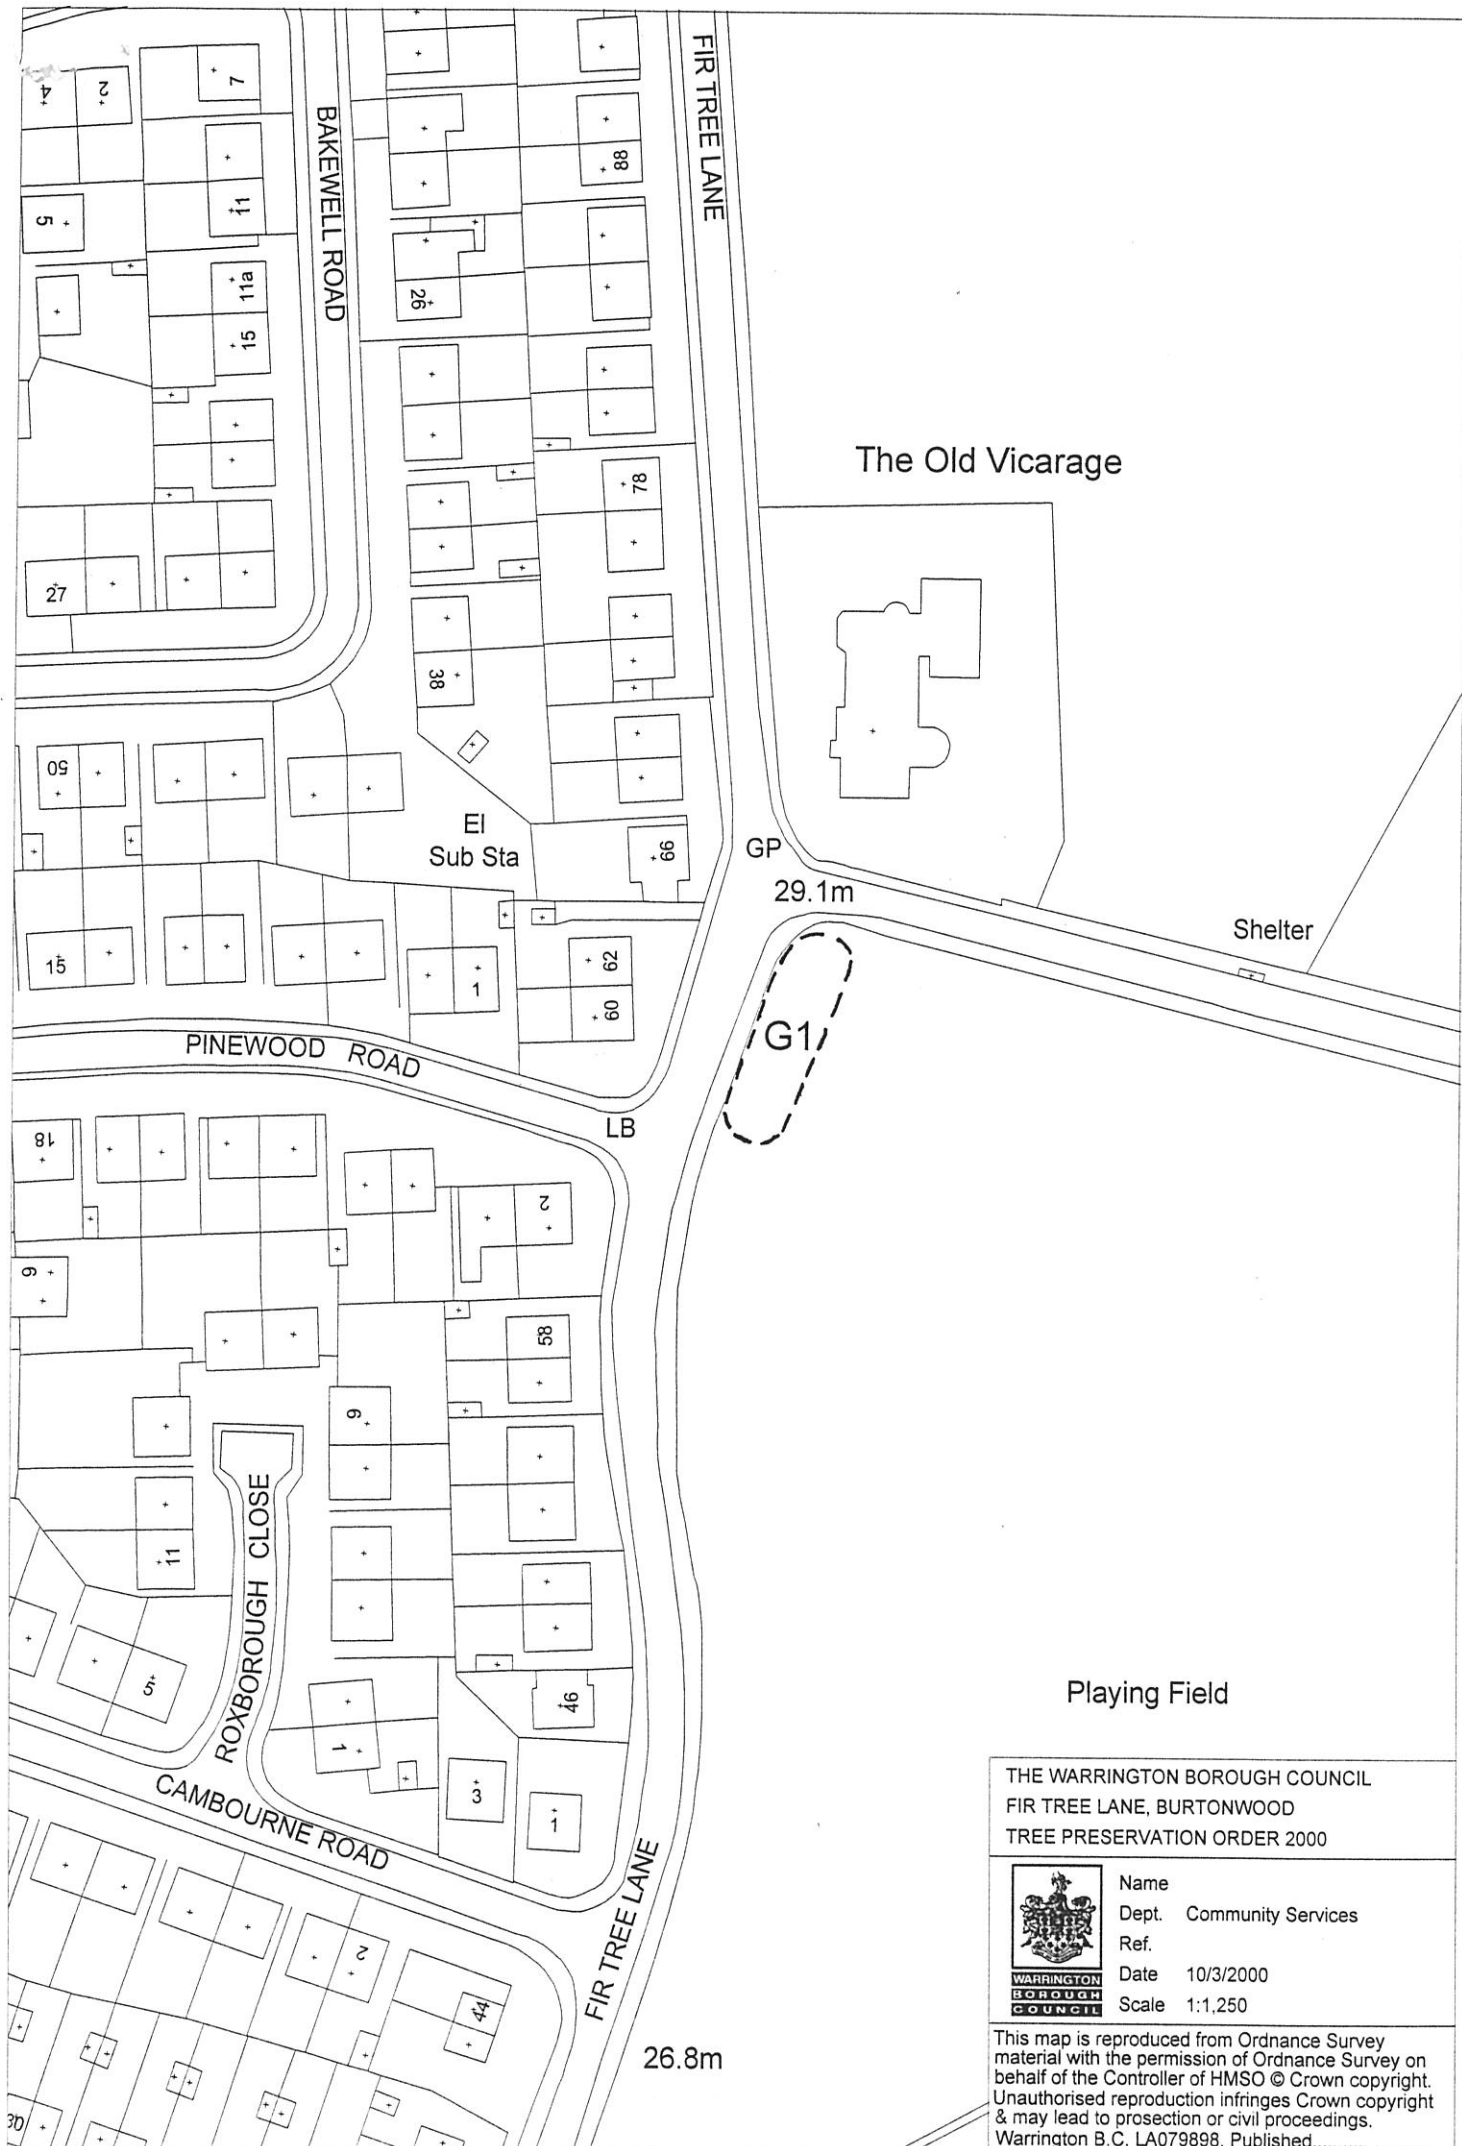 FIR TREE LANE
BAKEWELL ROAD
7
2
4
11
5
11a
15
26
88
78
27
38
The Old Vicarage
50
El
Sub Sta
66
GP
29.1m
Shelter
15
1
62
60
G1
PINEWOOD ROAD
LB
18
2
9
58
9
11
ROXBOROUGH CLOSE
5
46
1
3
1
CAMBOURNE ROAD
FIR TREE LANE
2
44
26.8m
Playing Field
THE WARRINGTON BOROUGH COUNCIL
FIR TREE LANE, BURTONWOOD
TREE PRESERVATION ORDER 2000
Name
Dept. Community Services
Ref.
Date 10/3/2000
Scale 1:1,250
WARRINGTON
BOROUGH
COUNCIL
This map is reproduced from Ordnance Survey
material with the permission of Ordnance Survey on
behalf of the Controller of HMSO © Crown copyright.
Unauthorised reproduction infringes Crown copyright
& may lead to prosection or civil proceedings.
Warrington B.C. LA079898. Published............